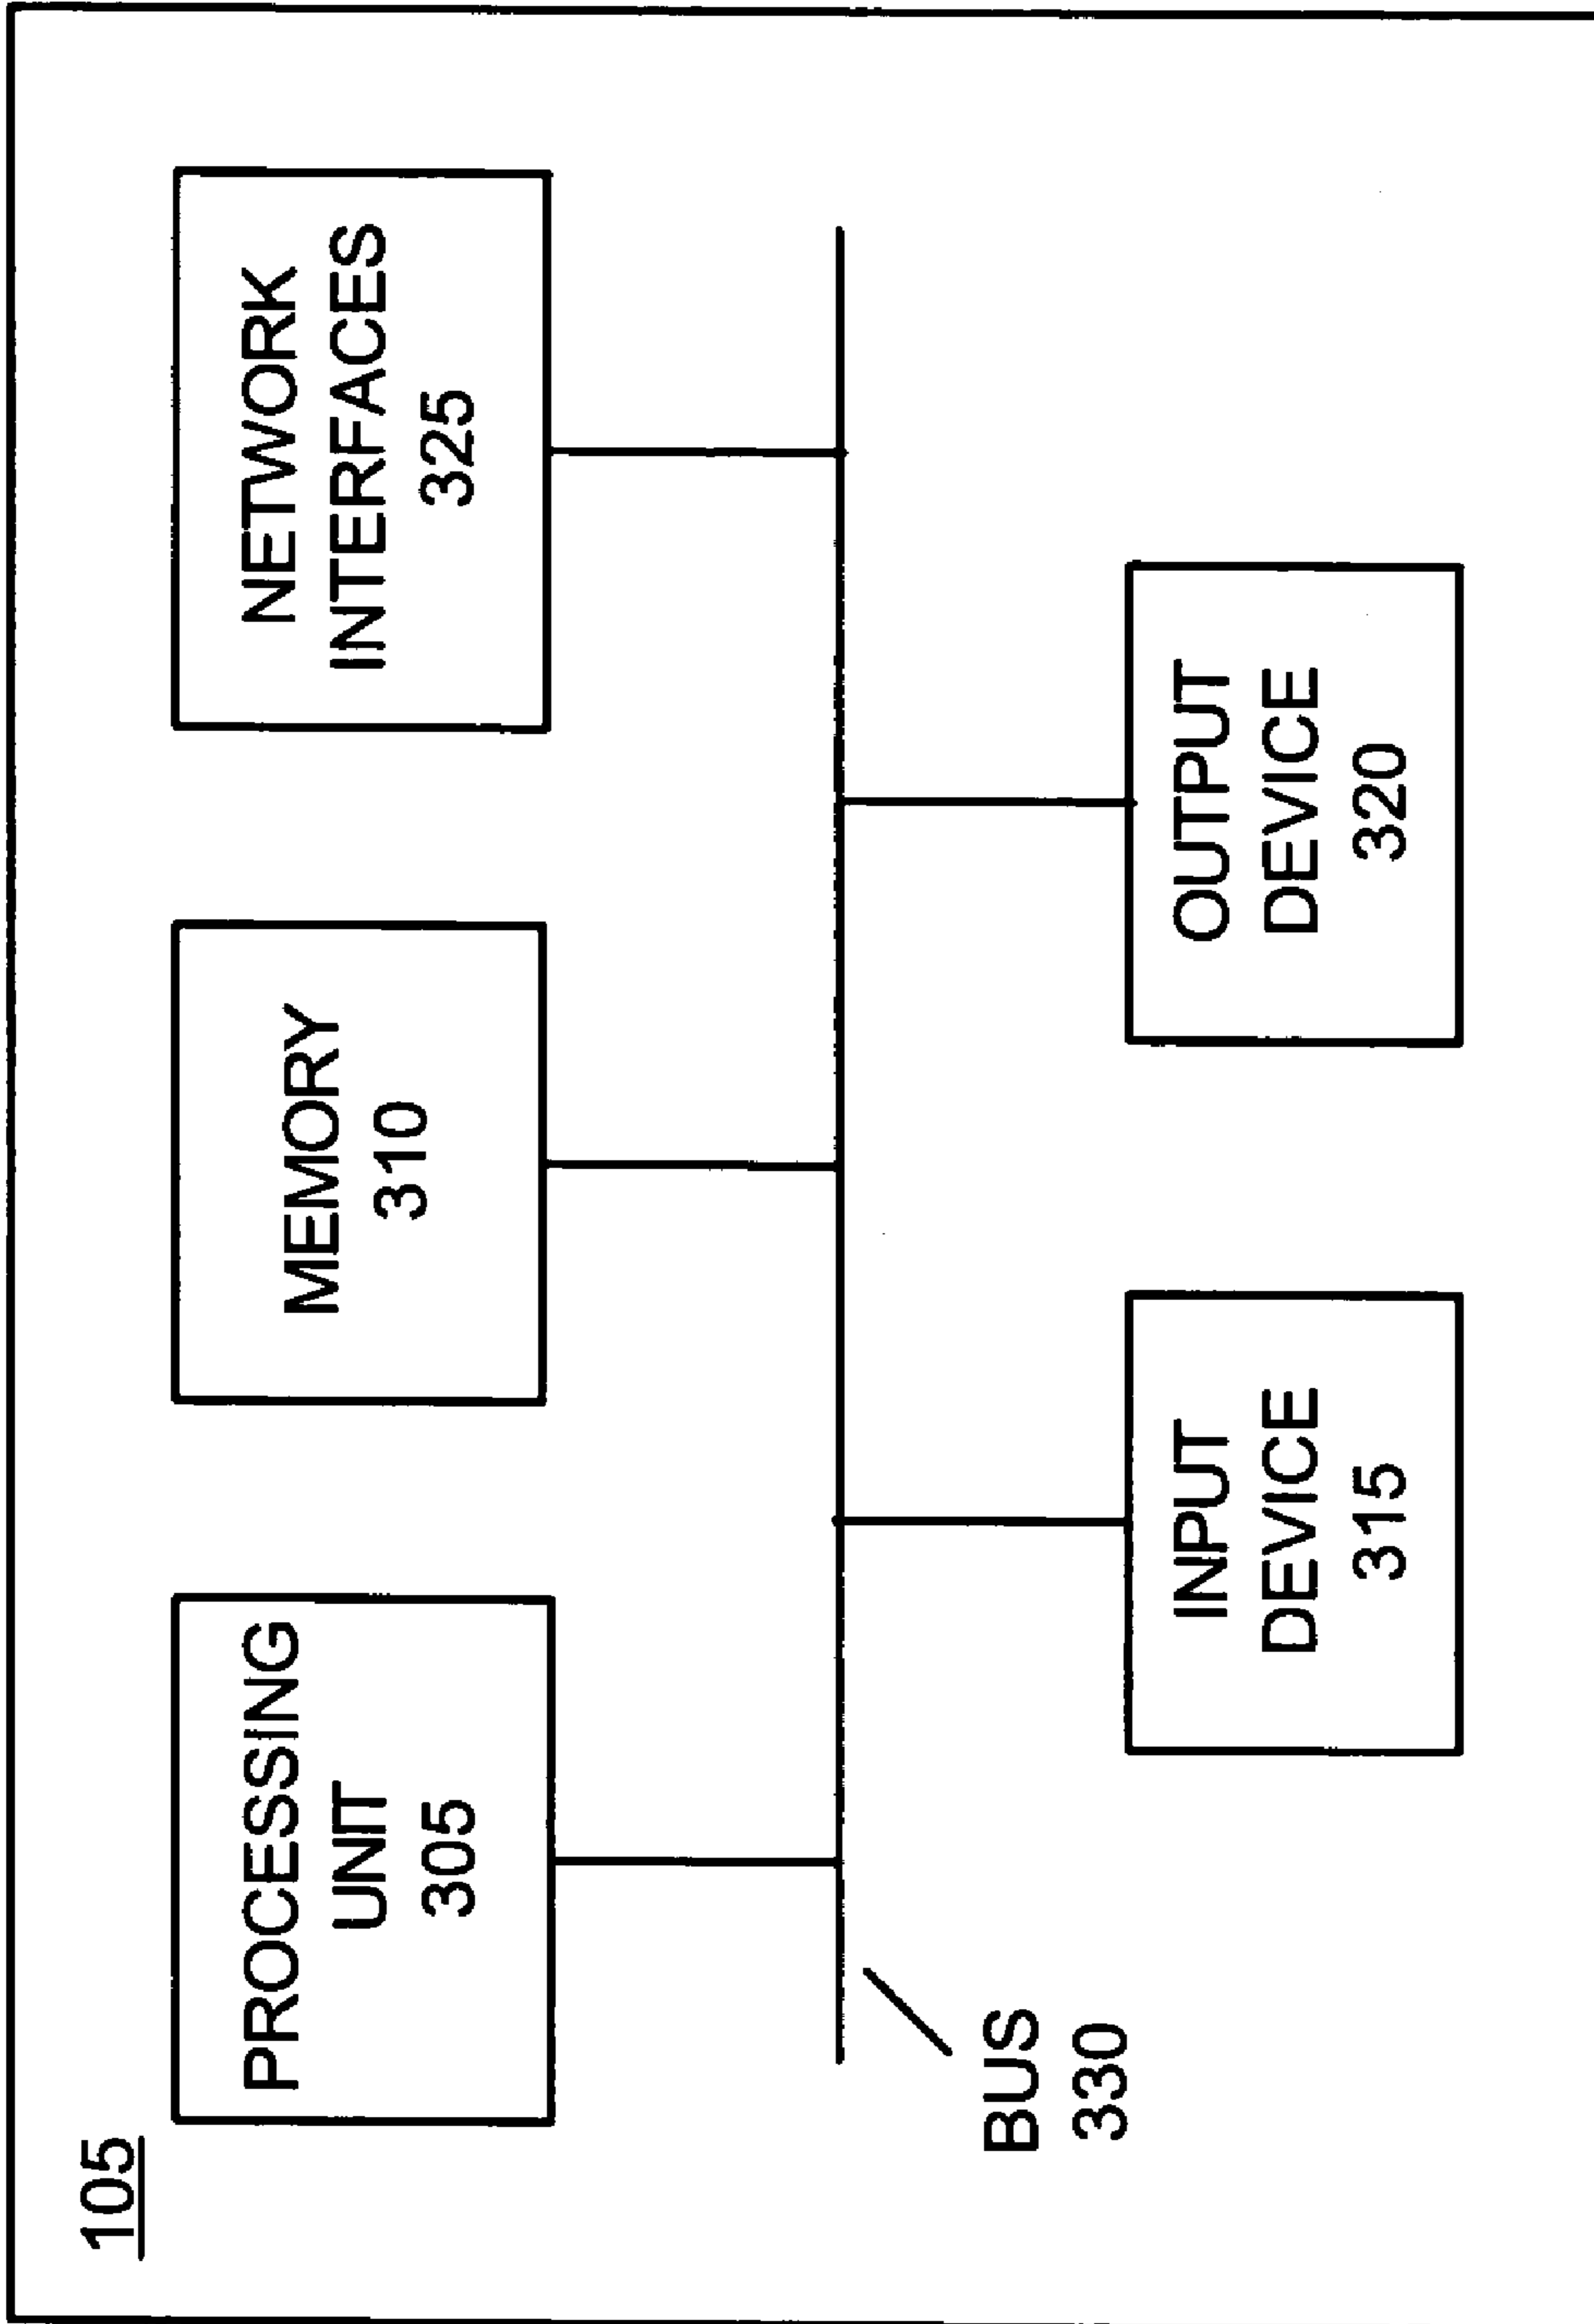 105
PROCESSING
UNIT
305
MEMORY
310
NETWORK
INTERFACES
325
BUS
330
INPUT
DEVICE
315
OUTPUT
DEVICE
320